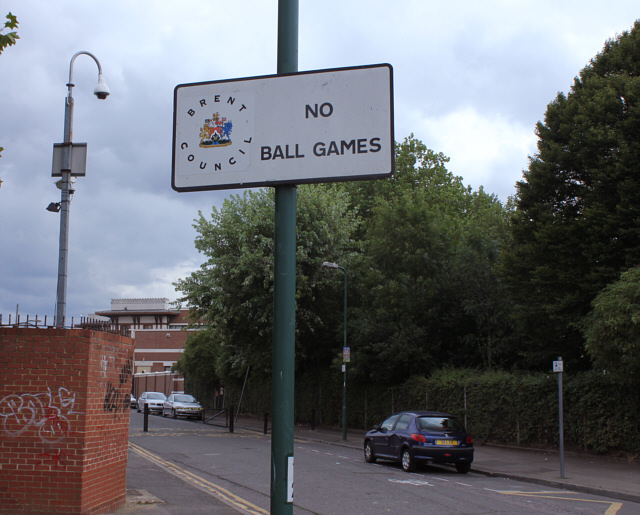 BRENT
COUNCIL
NO
BALL GAMES